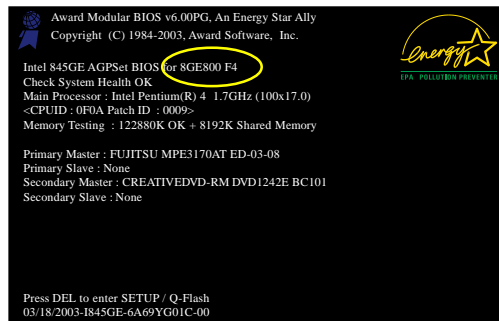 Award Modular BIOS v6.00PG, An Energy Star Ally
Copyright (C) 1984-2003, Award Software, Inc.
energy
EPA POLLUTION PREVENTER
Intel 845GE AGPSet BIOS for 8GE800 F4
Check System Health OK
Main Processor : Intel Pentium(R) 4 1.7GHz (100x17.0)
<CPUID : 0F0A Patch ID : 0009>
Memory Testing : 122880K OK + 8192K Shared Memory
Primary Master : FUJITSU MPE3170AT ED-03-08
Primary Slave : None
Secondary Master : CREATIVEDVD-RM DVD1242E BC101
Secondary Slave : None
Press DEL to enter SETUP / Q-Flash
03/18/2003-I845GE-6A69YG01C-00